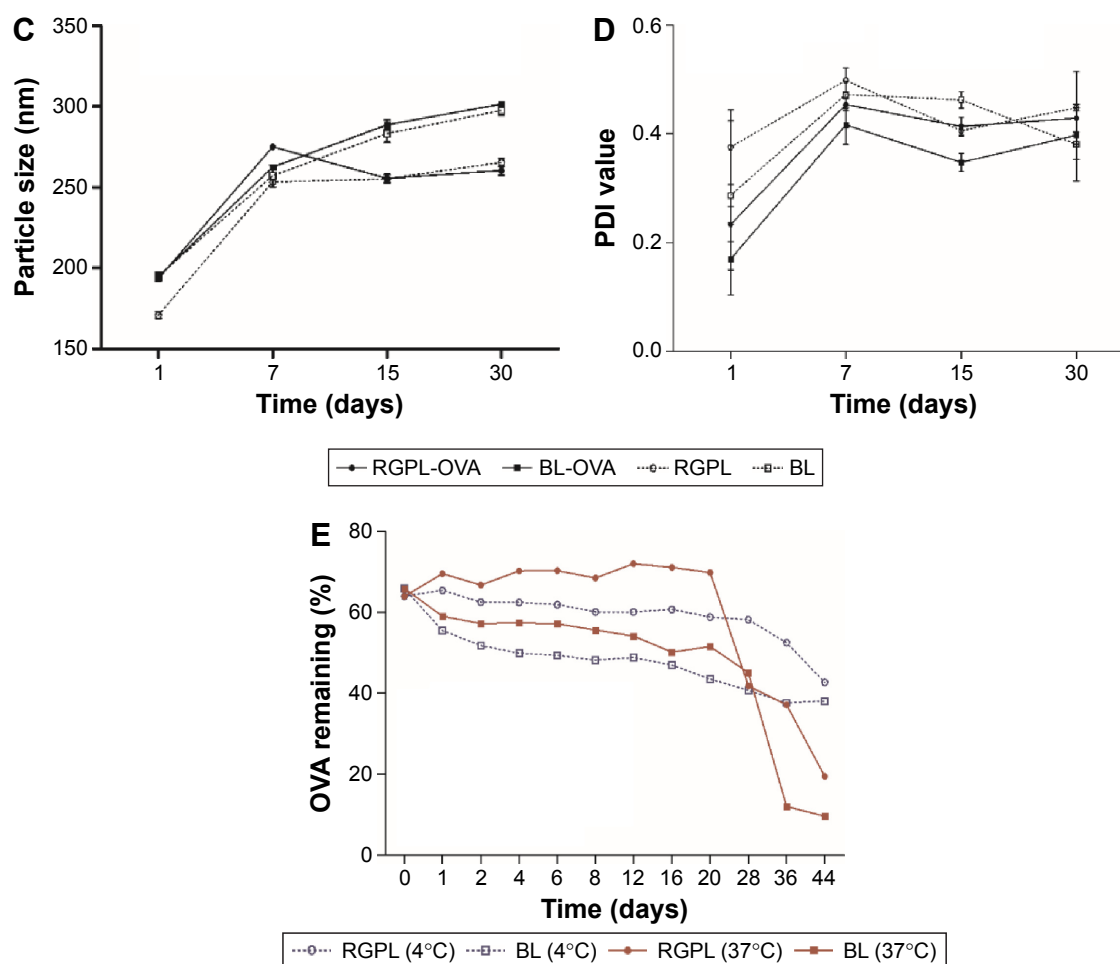 C
350
300
250
200
150
Particle size (nm)
1 7 15 30
Time (days)
D
0.6
0.4
0.2
0.0
PDI value
1 7 15 30
Time (days)
RGPL-OVA BL-OVA RGPL BL
E
80
60
40
20
0
OVA remaining (%)
0 1 2 4 6 8 12 16 20 28 36 44
Time (days)
RGPL (4°C) BL (4°C) RGPL (37°C) BL (37°C)